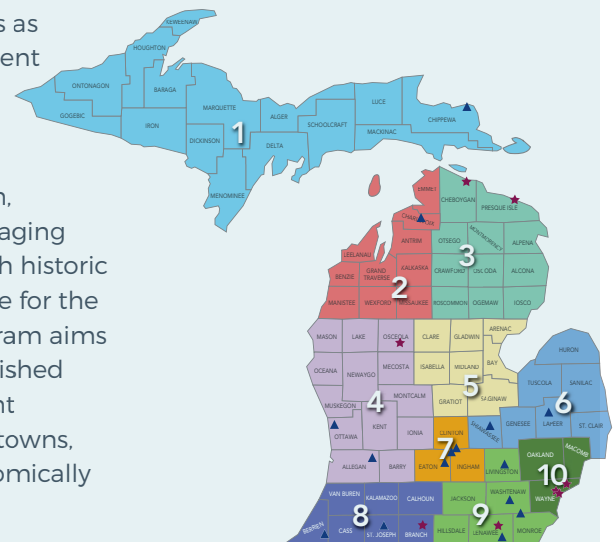 s as
ent
n,
aging
h historic
e for the
ram aims
ished
nt
towns,
omically
KEWEENAW
HOUGHTON
ONTONAGON
BARAGA
GOGEBIC
IRON
MARQUETTE
DICKINSON
MENOMINEE
1
ALGER
DELTA
SCHOOLCRAFT
LUCE
MACKINAC
CHIPPEWA
EMMET
CHARLEVOIX
ANTRIM
LEELANAU
BENZIE
GRAND
TRAVERSE
KALKASKA
MANISTEE
WEXFORD
MISSAUKEE
2
CHEBOYGAN
PRESQUE ISLE
OTSEGO
MONTMORENCY
ALPENA
CRAWFORD
OSCODA
ALCONA
ROSCOMMON
OGEMAW
IOSCO
3
MASON
LAKE
OSCEOLA
OCEANA
NEWAYGO
MECOSTA
MUSKEGON
MONTCALM
OTTAWA
KENT
IONIA
ALLEGAN
BARRY
4
CLARE
GLADWIN
ARENAC
ISABELLA
MIDLAND
BAY
GRATIOT
SAGINAW
5
HURON
TUSCOLA
SANILAC
GENESEE
LAPEER
ST. CLAIR
SHIAWASSEE
6
CLINTON
EATON
INGHAM
7
VAN BUREN
KALAMAZOO
CALHOUN
BERRIEN
CASS
ST. JOSEPH
BRANCH
8
LIVINGSTON
JACKSON
WASHTENAW
HILLSDALE
LENAWEE
MONROE
9
OAKLAND
MACOMB
WAYNE
10